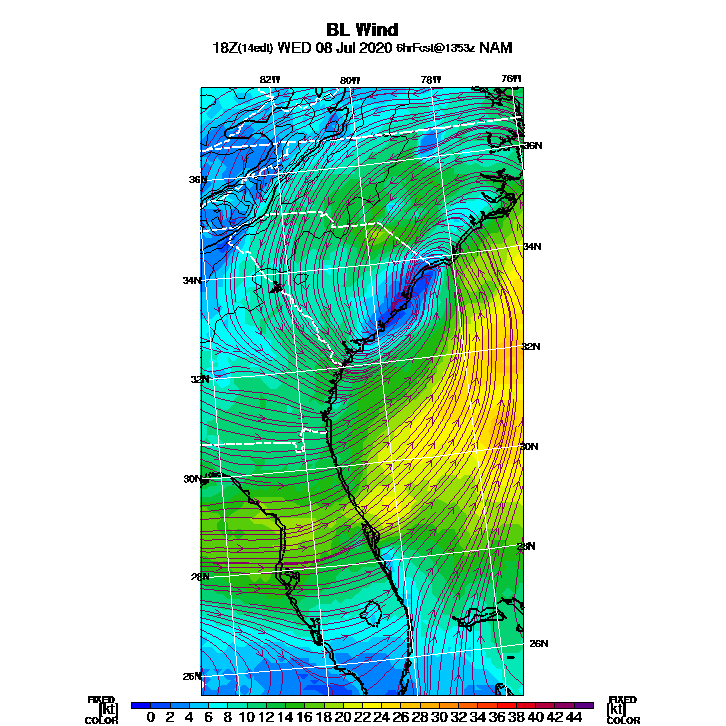 BL Wind
18Z(14edt) WED 08 Jul 2020 6hrFcst@1353z NAM
82W 80W 78W 76W
36N
36N
34N
34N
32N
32N
30N
30N
28N
28N
26N
26N
FIXED FIXED
[kt] 0 2 4 6 8 10 12 14 16 18 20 22 24 26 28 30 32 34 36 38 40 42 44 [kt]
COLOR COLOR